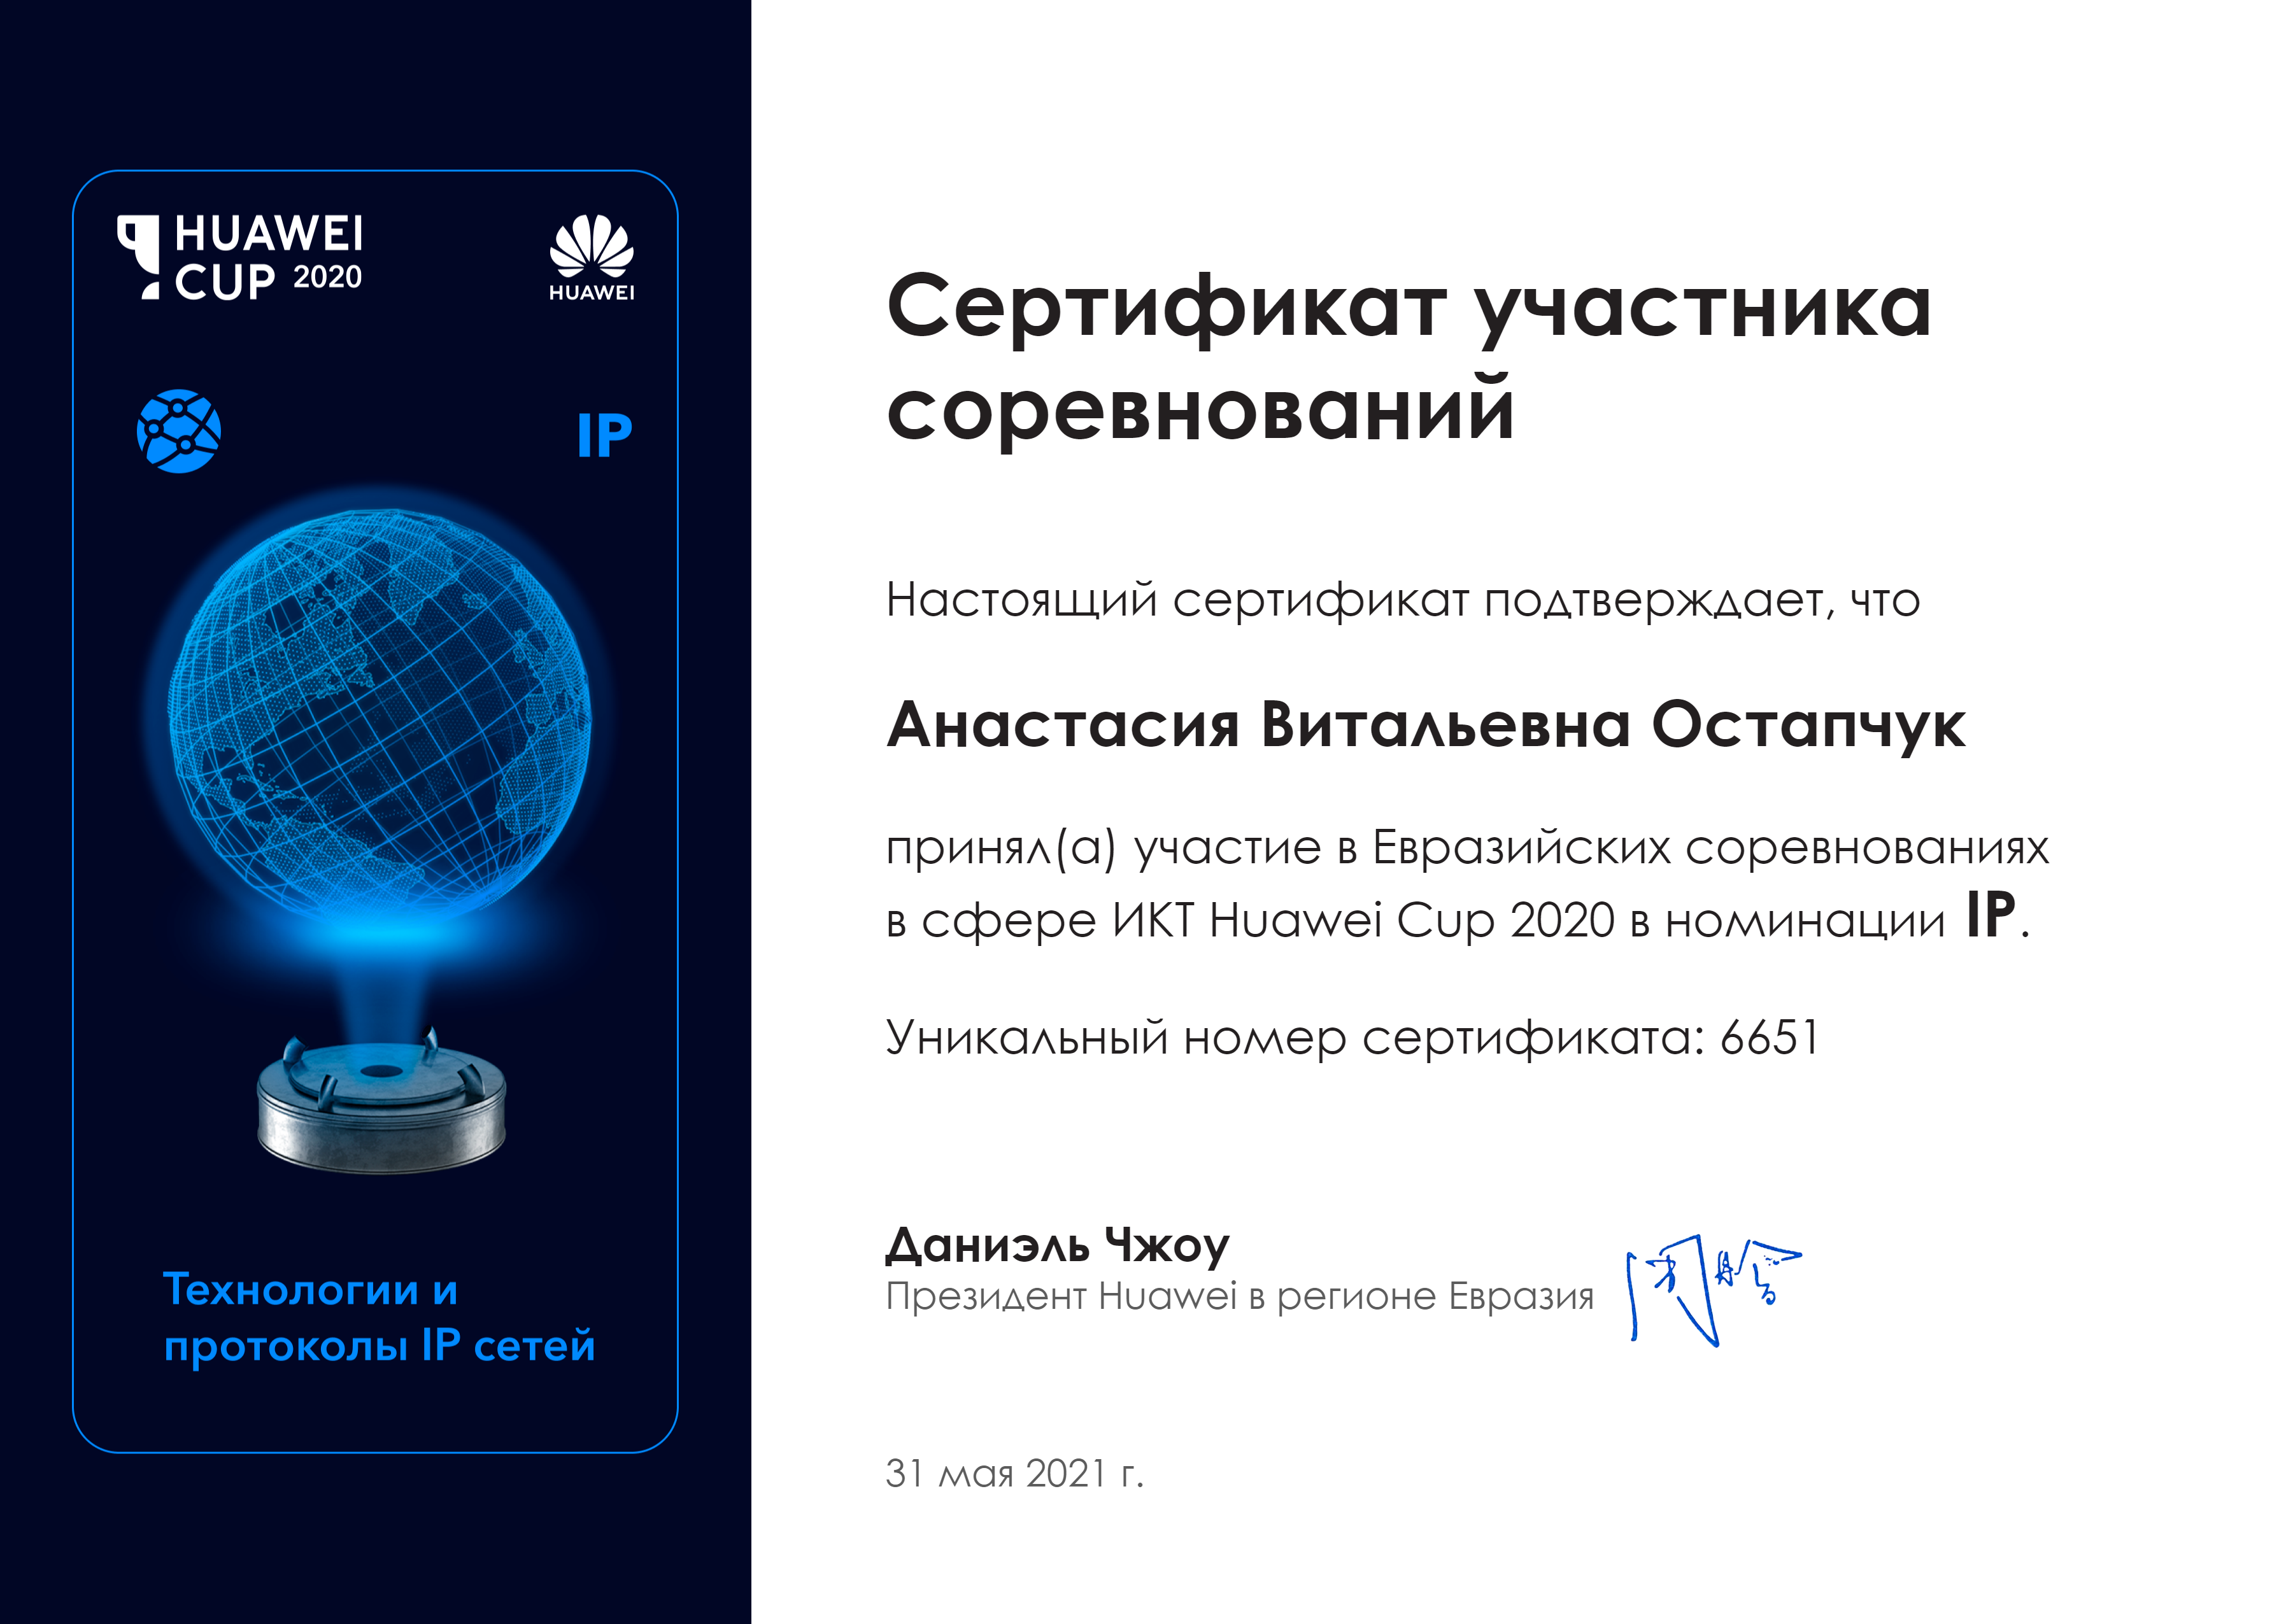 HUAWEI
CUP 2020
HUAWEI
IP
Технологии и
протоколы IP сетей
Сертификат участника
соревнований
Настоящий сертификат подтверждает, что
Анастасия Витальевна Остапчук
принял(а) участие в Евразийских соревнованиях
в сфере ИКТ Huawei Cup 2020 в номинации IP.
Уникальный номер сертификата: 6651
Даниэль Чжоу
Президент Huawei в регионе Евразия
31 мая 2021 г.